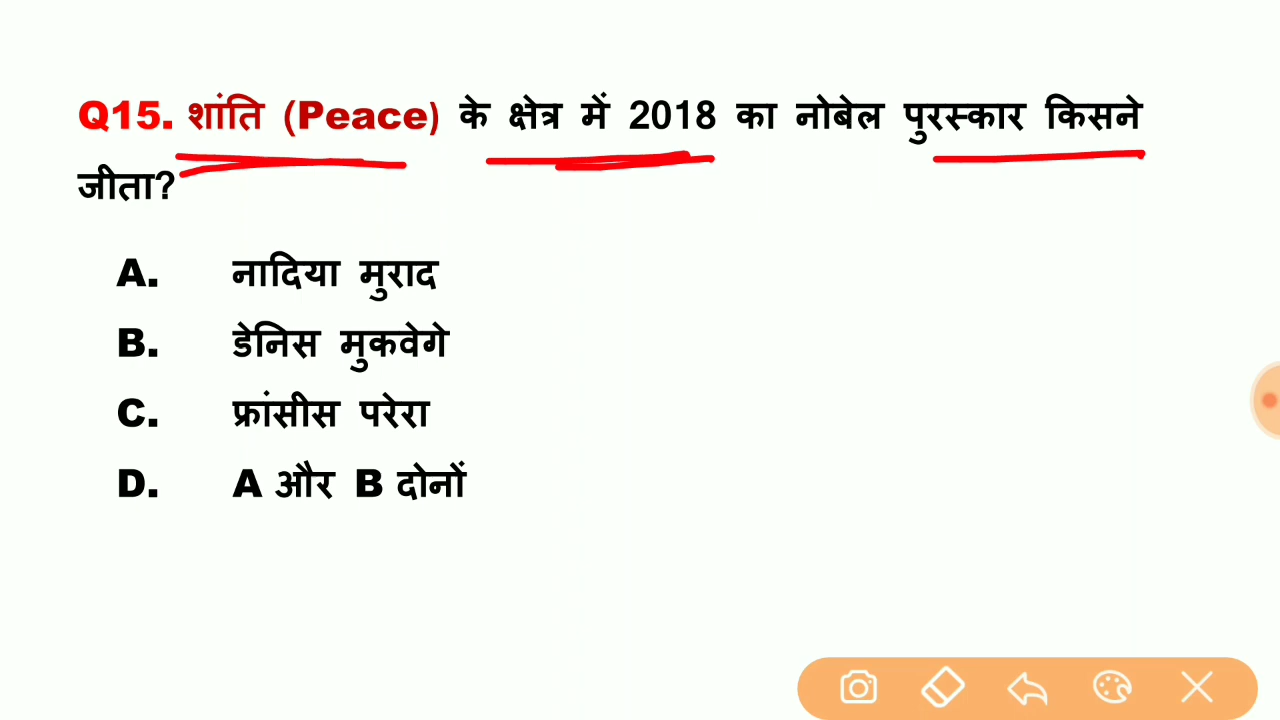 Q15. शांति (Peace) के क्षेत्र में 2018 का नोबेल पुरस्कार किसने
जीता?
A. नादिया मुराद
B. डेनिस मुकवेगे
C. फ्रांसीस परेरा
D. A और B दोनों